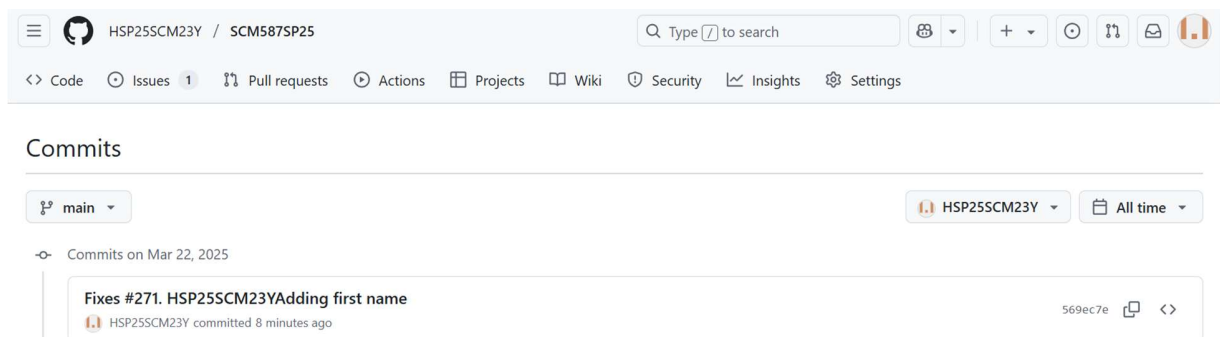 HSP25SCM23Y / SCM587SP25 Type / to search
Code Issues 1 Pull requests Actions Projects Wiki Security Insights Settings
Commits
main HSP25SCM23Y All time
Commits on Mar 22, 2025
Fixes #271. HSP25SCM23YAdding first name
569ec7e
HSP25SCM23Y committed 8 minutes ago